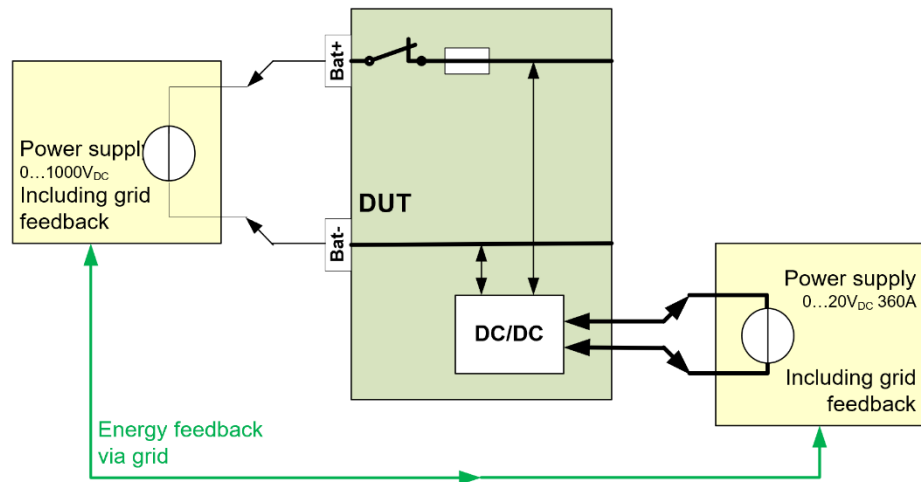 Power supply
0…1000VDC
Including grid
feedback
Bat+
Bat-
DUT
DC/DC
Power supply
0…20VDC 360A
Including grid
feedback
Energy feedback
via grid